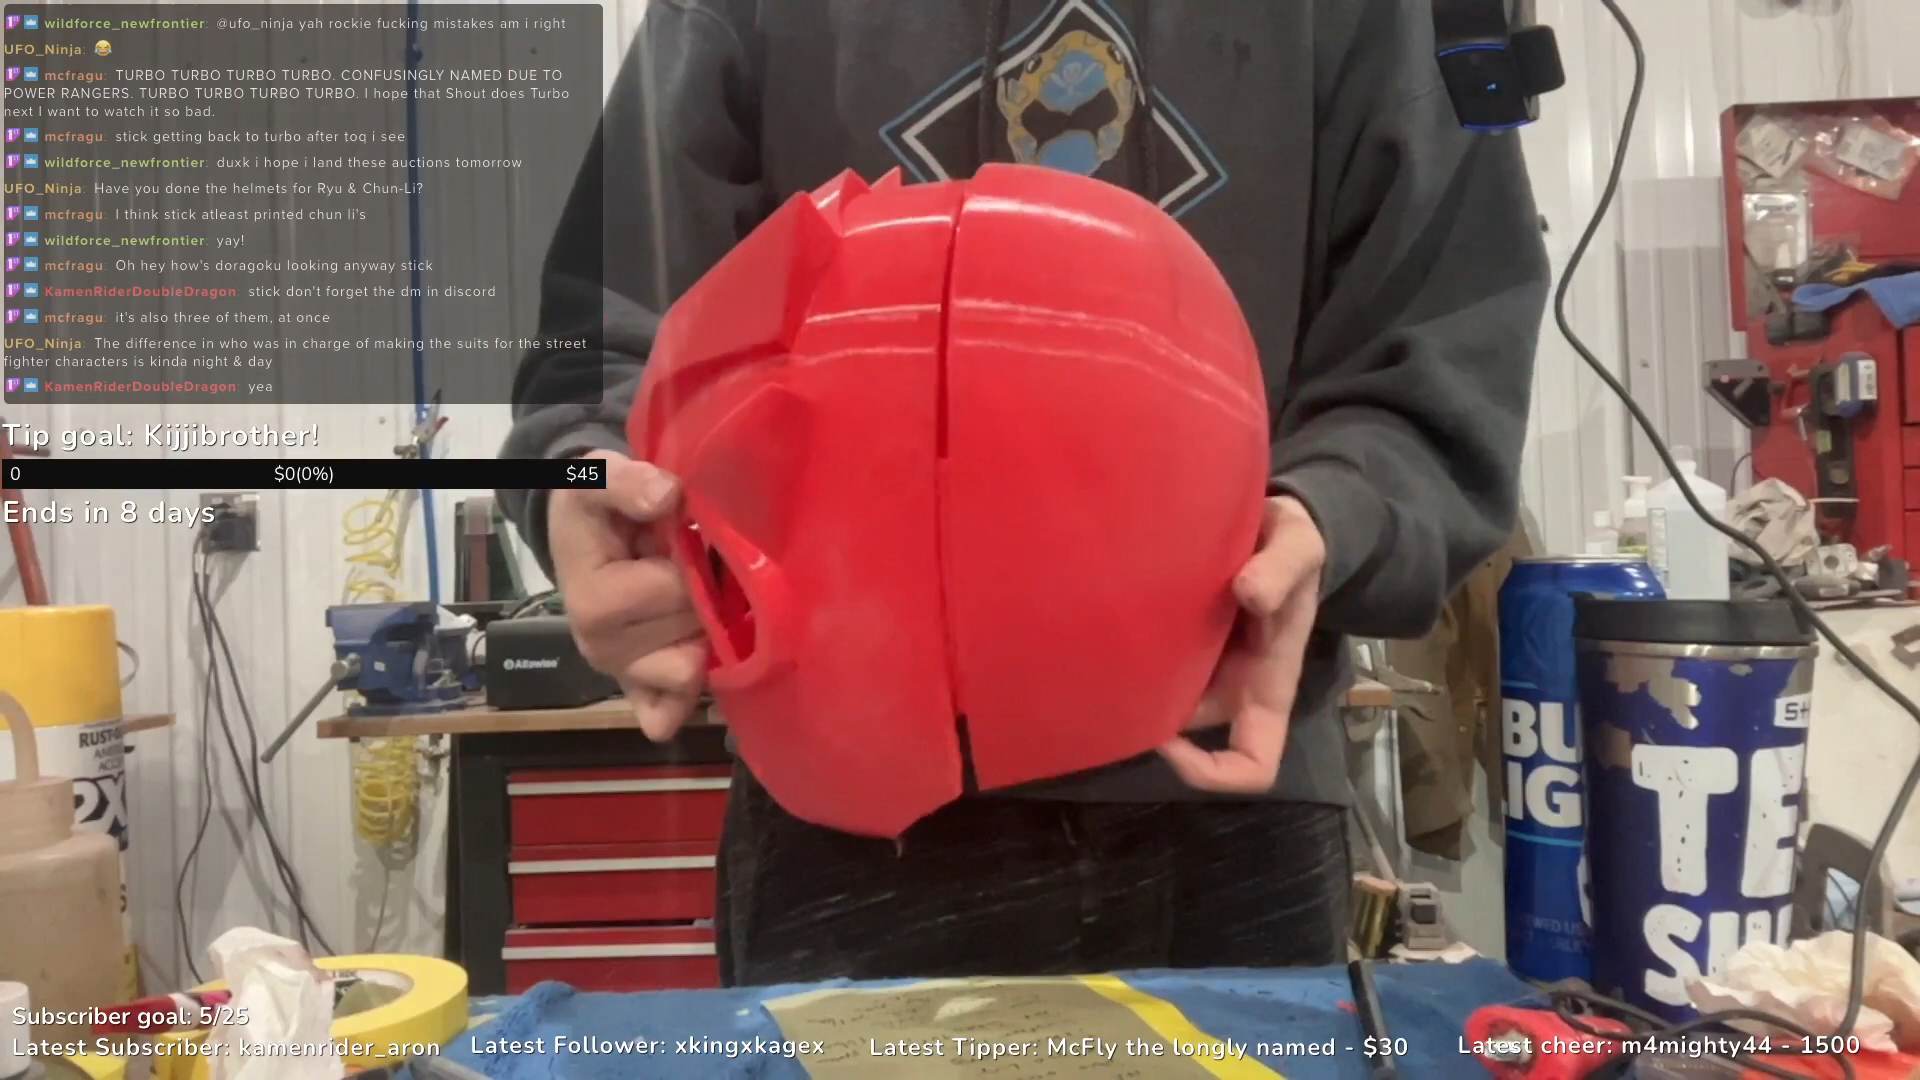 wildforce_newfrontier: @ufo_ninja yah rockie fucking mistakes am i right
UFO_Ninja: 😂
mcfragu: TURBO TURBO TURBO TURBO. CONFUSINGLY NAMED DUE TO
POWER RANGERS. TURBO TURBO TURBO TURBO. I hope that Shout does Turbo
next I want to watch it so bad.
mcfragu: stick getting back to turbo after toq i see
wildforce_newfrontier: duxk i hope i land these auctions tomorrow
UFO_Ninja: Have you done the helmets for Ryu & Chun-Li?
mcfragu: I think stick atleast printed chun li's
wildforce_newfrontier: yay!
mcfragu: Oh hey how's doragoku looking anyway stick
KamenRiderDoubleDragon: stick don't forget the dm in discord
mcfragu: it's also three of them, at once
UFO_Ninja: The difference in who was in charge of making the suits for the street
fighter characters is kinda night & day
KamenRiderDoubleDragon: yea
Tip goal: Kijjibrother!
0 $0(0%) $45
Ends in 8 days
Allowise
RUST-
2X
BU
LIG
5+
TE
Subscriber goal: 5/25
Latest Subscriber: kamenrider_aron
Latest Follower: xkingxkagex
Latest Tipper: McFly the longly named - $30
Latest cheer: m4mighty44 - 1500